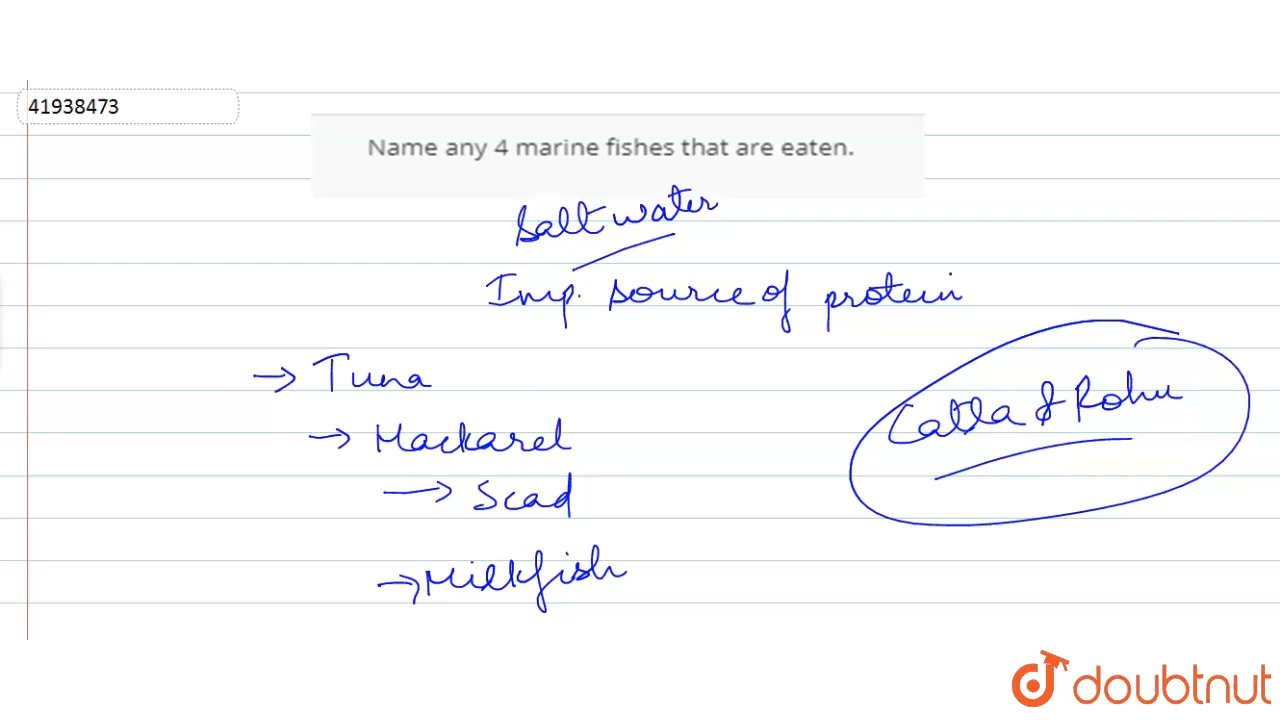 41938473
Name any 4 marine fishes that are eaten.
Salt water
Imp. source of protein
→ Tuna
→ Mackarel
→ Scad
→ Milkfish
Catla & Rohu
doubtnut